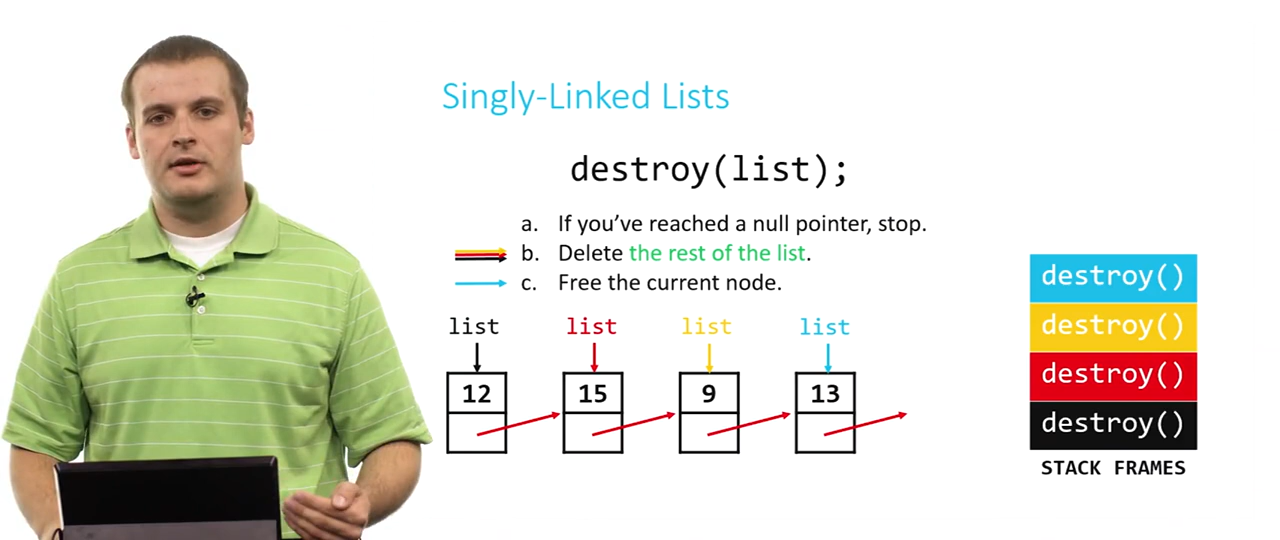 Singly-Linked Lists
destroy(list);
a. If you've reached a null pointer, stop.
b. Delete the rest of the list.
c. Free the current node.
list list list list
12 15 9 13
destroy()
destroy()
destroy()
destroy()
STACK FRAMES